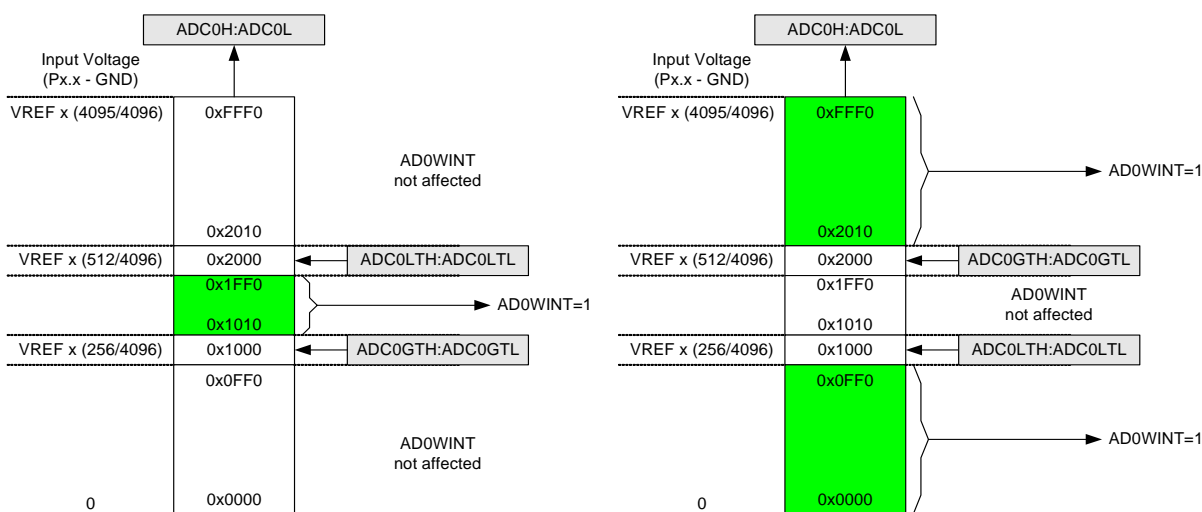 ADC0H:ADC0L
Input Voltage
(Px.x - GND)
VREF x (4095/4096)
0xFFF0
AD0WINT
not affected
0x2010
VREF x (512/4096)
0x2000
ADC0LTH:ADC0LTL
0x1FF0
AD0WINT=1
0x1010
VREF x (256/4096)
0x1000
ADC0GTH:ADC0GTL
0x0FF0
AD0WINT
not affected
0
0x0000
ADC0H:ADC0L
Input Voltage
(Px.x - GND)
VREF x (4095/4096)
0xFFF0
AD0WINT=1
0x2010
VREF x (512/4096)
0x2000
ADC0GTH:ADC0GTL
0x1FF0
AD0WINT
not affected
0x1010
VREF x (256/4096)
0x1000
ADC0LTH:ADC0LTL
0x0FF0
AD0WINT=1
0
0x0000